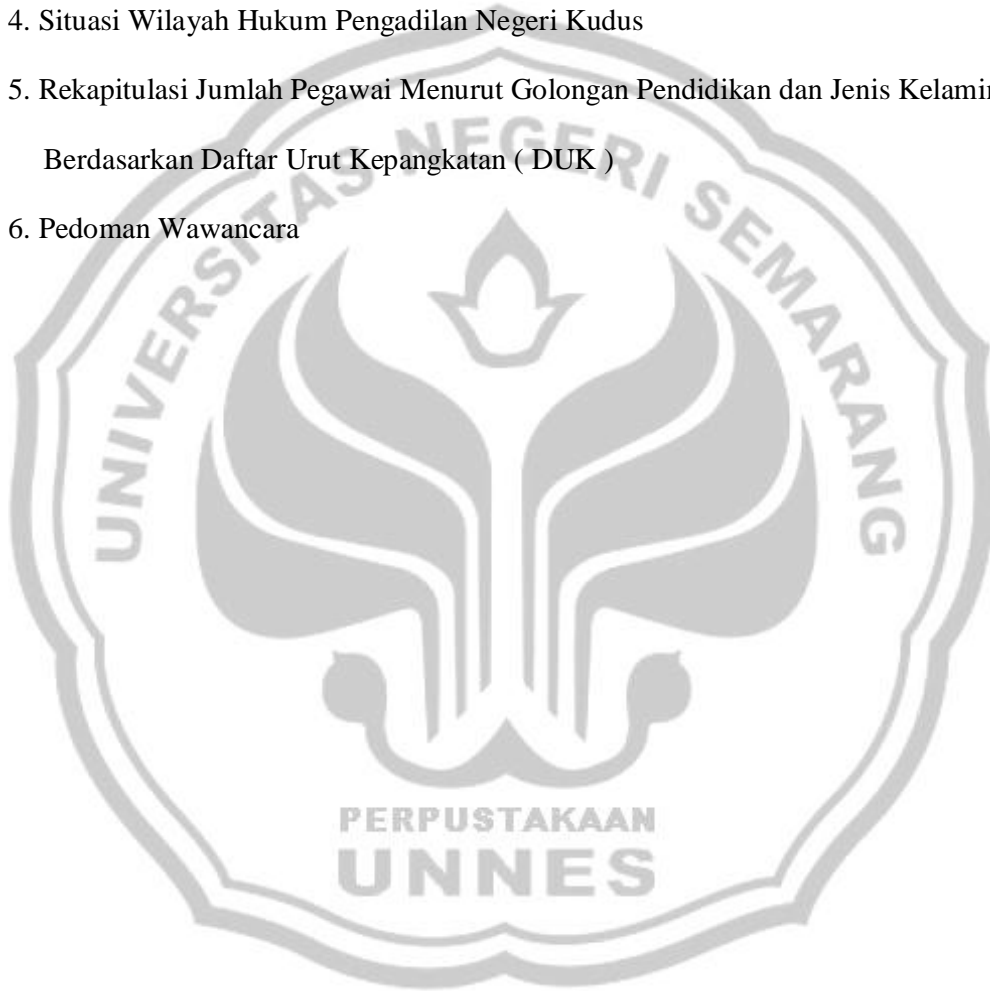 4. Situasi Wilayah Hukum Pengadilan Negeri Kudus
5. Rekapitulasi Jumlah Pegawai Menurut Golongan Pendidikan dan Jenis Kelamin
Berdasarkan Daftar Urut Kepangkatan ( DUK )
6. Pedoman Wawancara
UNIVERSITAS NEGERI SEMARANG
PERPUSTAKAAN
UNNES